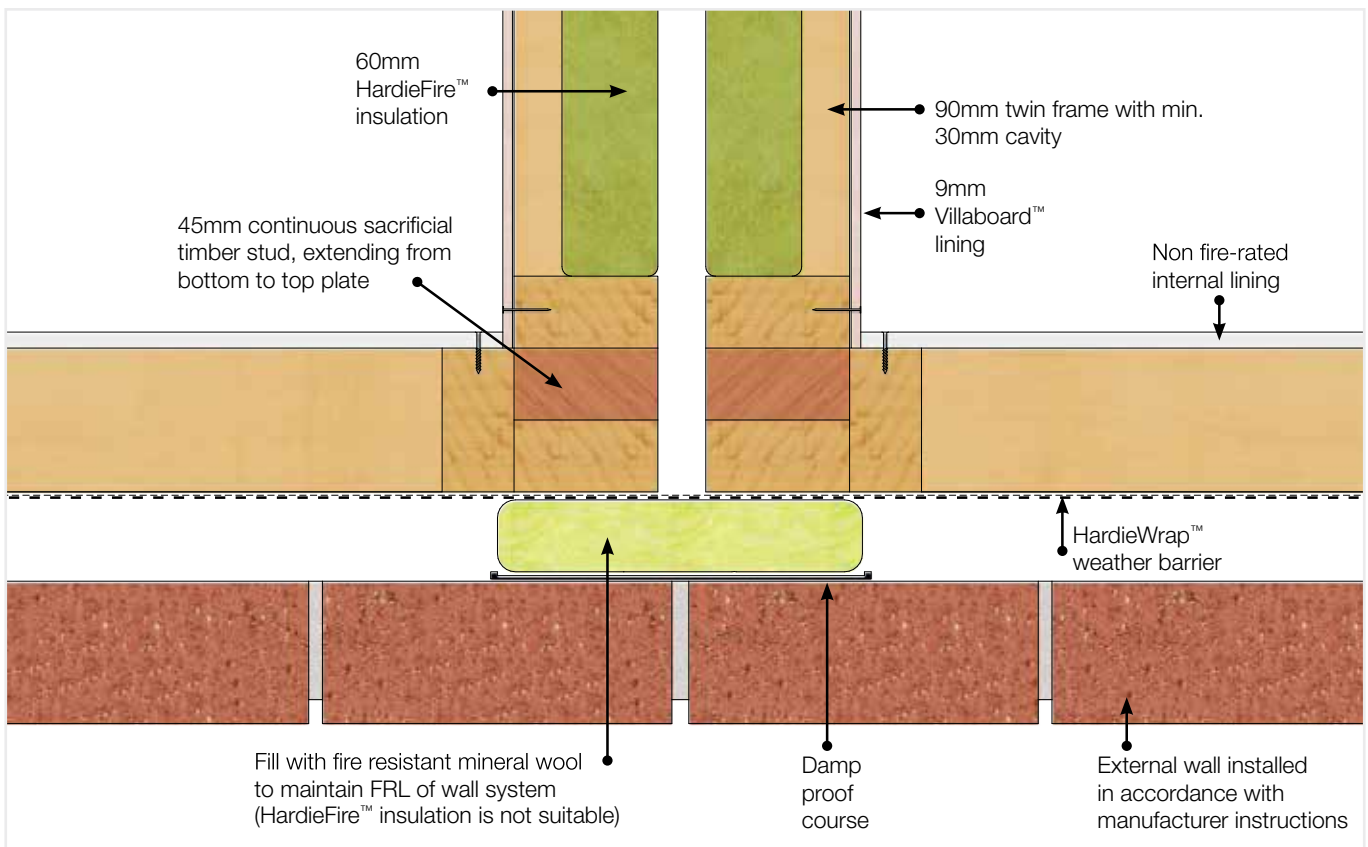 60mm
HardieFire™
insulation
90mm twin frame with min.
30mm cavity
9mm
Villaboard™
lining
45mm continuous sacrificial
timber stud, extending from
bottom to top plate
Non fire-rated
internal lining
HardieWrap™
weather barrier
Fill with fire resistant mineral wool
to maintain FRL of wall system
(HardieFire™ insulation is not suitable)
Damp
proof
course
External wall installed
in accordance with
manufacturer instructions